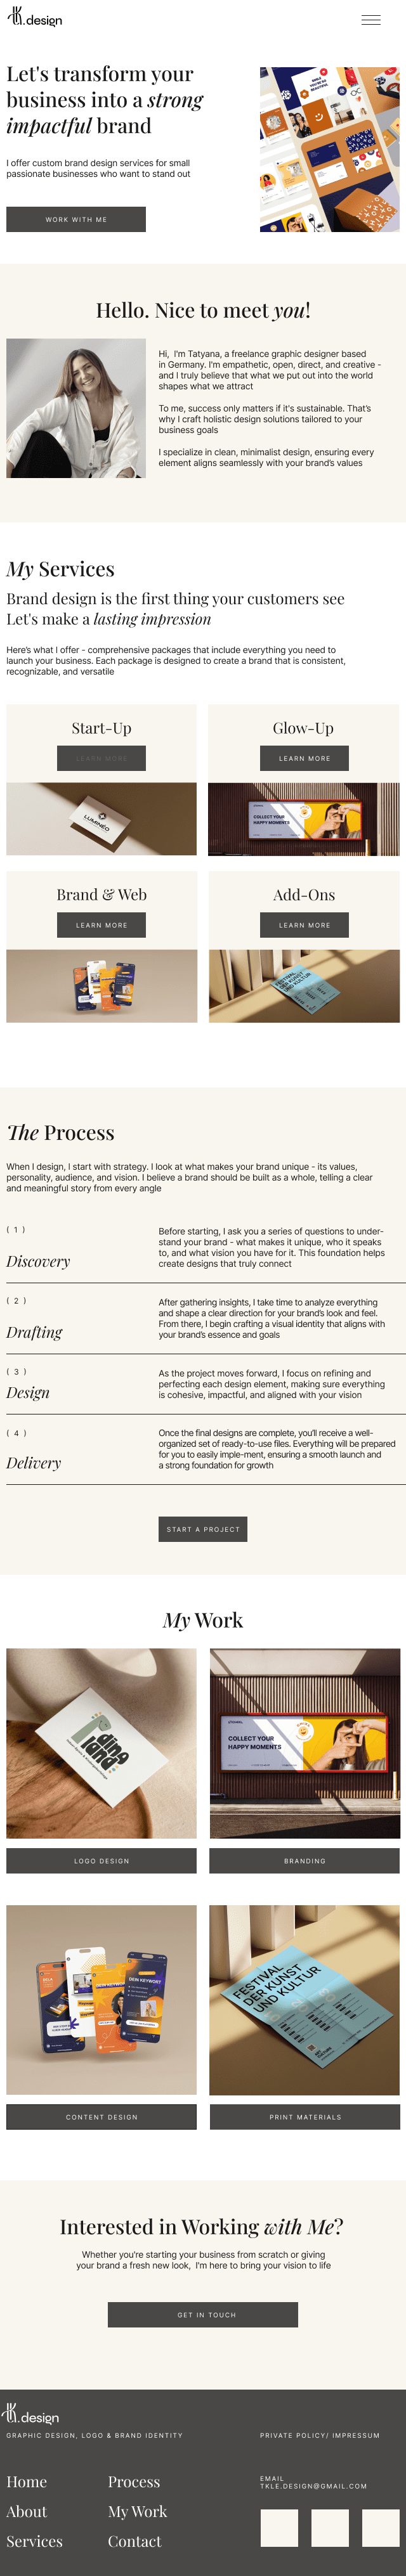 tk.design
Let's transform your
business into a strong
impactful brand
I offer custom brand design services for small
passionate businesses who want to stand out
WORK WITH ME
Hello. Nice to meet you!
Hi, I'm Tatyana, a freelance graphic designer based
in Germany. I'm empathetic, open, direct, and creative -
and I truly believe that what we put out into the world
shapes what we attract
To me, success only matters if it's sustainable. That's
why I craft holistic design solutions tailored to your
business goals
I specialize in clean, minimalist design, ensuring every
element aligns seamlessly with your brand's values
My Services
Brand design is the first thing your customers see
Let's make a lasting impression
Here's what I offer - comprehensive packages that include everything you need to
launch your business. Each package is designed to create a brand that is consistent,
recognizable, and versatile
Start-Up
LEARN MORE
LUMINEO
Glow-Up
LEARN MORE
COLLECT YOUR
HAPPY MOMENTS
Brand & Web
LEARN MORE
Add-Ons
LEARN MORE
FESTIVAL
DER KUNST
UND KULTUR
The Process
When I design, I start with strategy. I look at what makes your brand unique - its values,
personality, audience, and vision. I believe a brand should be built as a whole, telling a clear
and meaningful story from every angle
( 1 )
Discovery
Before starting, I ask you a series of questions to under-
stand your brand - what makes it unique, who it speaks
to, and what vision you have for it. This foundation helps
create designs that truly connect
( 2 )
Drafting
After gathering insights, I take time to analyze everything
and shape a clear direction for your brand's look and feel.
From there, I begin crafting a visual identity that aligns with
your brand's essence and goals
( 3 )
Design
As the project moves forward, I focus on refining and
perfecting each design element, making sure everything
is cohesive, impactful, and aligned with your vision
( 4 )
Delivery
Once the final designs are complete, you'll receive a well-
organized set of ready-to-use files. Everything will be prepared
for you to easily imple-ment, ensuring a smooth launch and
a strong foundation for growth
START A PROJECT
My Work
dino
land
COLLECT YOUR
HAPPY MOMENTS
LOGO DESIGN
BRANDING
DEIN KEYWORT
FESTIVAL
DER KUNST
UND KULTUR
CONTENT DESIGN
PRINT MATERIALS
Interested in Working with Me?
Whether you're starting your business from scratch or giving
your brand a fresh new look, I'm here to bring your vision to life
GET IN TOUCH
tk.design
GRAPHIC DESIGN, LOGO & BRAND IDENTITY
PRIVATE POLICY/ IMPRESSUM
Home
About
Services
Process
My Work
Contact
EMAIL
TKLE.DESIGN@GMAIL.COM